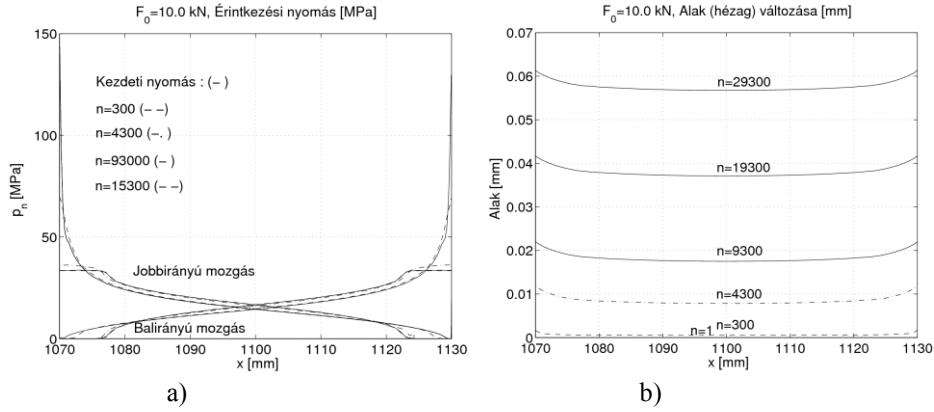 F0=10.0 kN, Érintkezési nyomás [MPa]
150
100
50
0
pn [MPa]
Kezdeti nyomás : (– )
n=300 (– –)
n=4300 (–. )
n=93000 (– )
n=15300 (– –)
Jobbirányú mozgás
Balirányú mozgás
1070 1080 1090 1100 1110 1120 1130
x [mm]
a)
F0=10.0 kN, Alak (hézag) változása [mm]
0.07
0.06
0.05
0.04
0.03
0.02
0.01
0
Alak [mm]
n=29300
n=19300
n=9300
n=4300
n=1 n=300
1070 1080 1090 1100 1110 1120 1130
x [mm]
b)